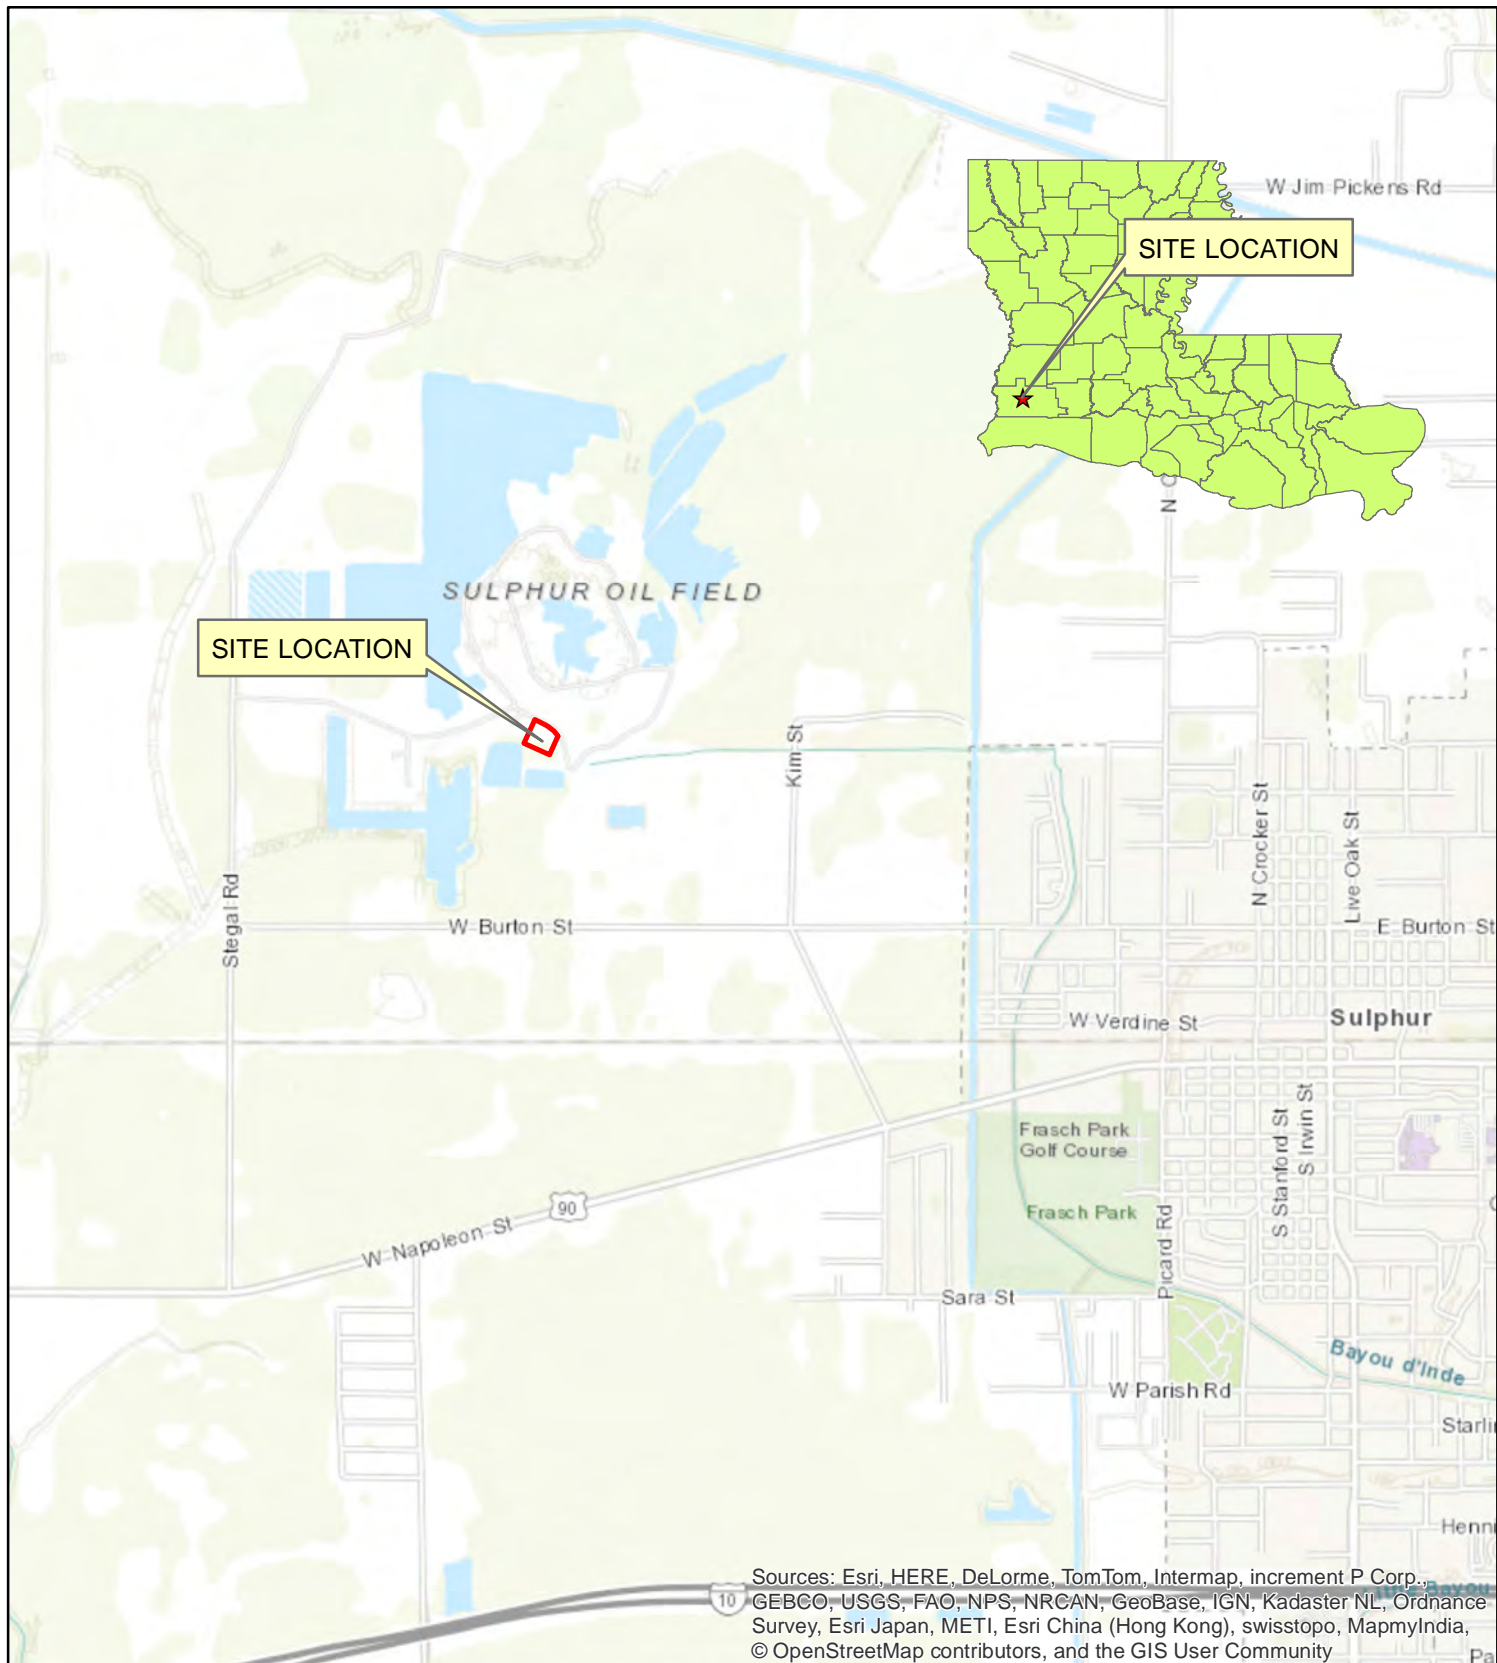 W Jim Pickens Rd
SITE LOCATION
N C
SULPHUR OIL FIELD
SITE LOCATION
Kim St
N Crocker St
Live Oak St
Stegal Rd
W Burton St
E Burton St
W Verdine St
Sulphur
Frasch Park
Golf Course
S Stanford St
S Irwin St
90
Frasch Park
W Napoleon St
Picard Rd
Sara St
Bayou d'Inde
W Parish Rd
Starli
Henni
10
Bayou
Sources: Esri, HERE, DeLorme, TomTom, Intermap, increment P Corp.,
GEBCO, USGS, FAO, NPS, NRCAN, GeoBase, IGN, Kadaster NL, Ordnance
Survey, Esri Japan, METI, Esri China (Hong Kong), swisstopo, MapmyIndia,
© OpenStreetMap contributors, and the GIS User Community
Pa